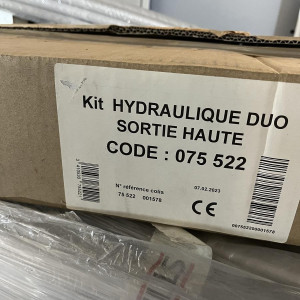 Kit HYDRAULIQUE DUO
SORTIE HAUTE
CODE : 075 522
N° référence colis
07.02.2023
75 522 001578
CE